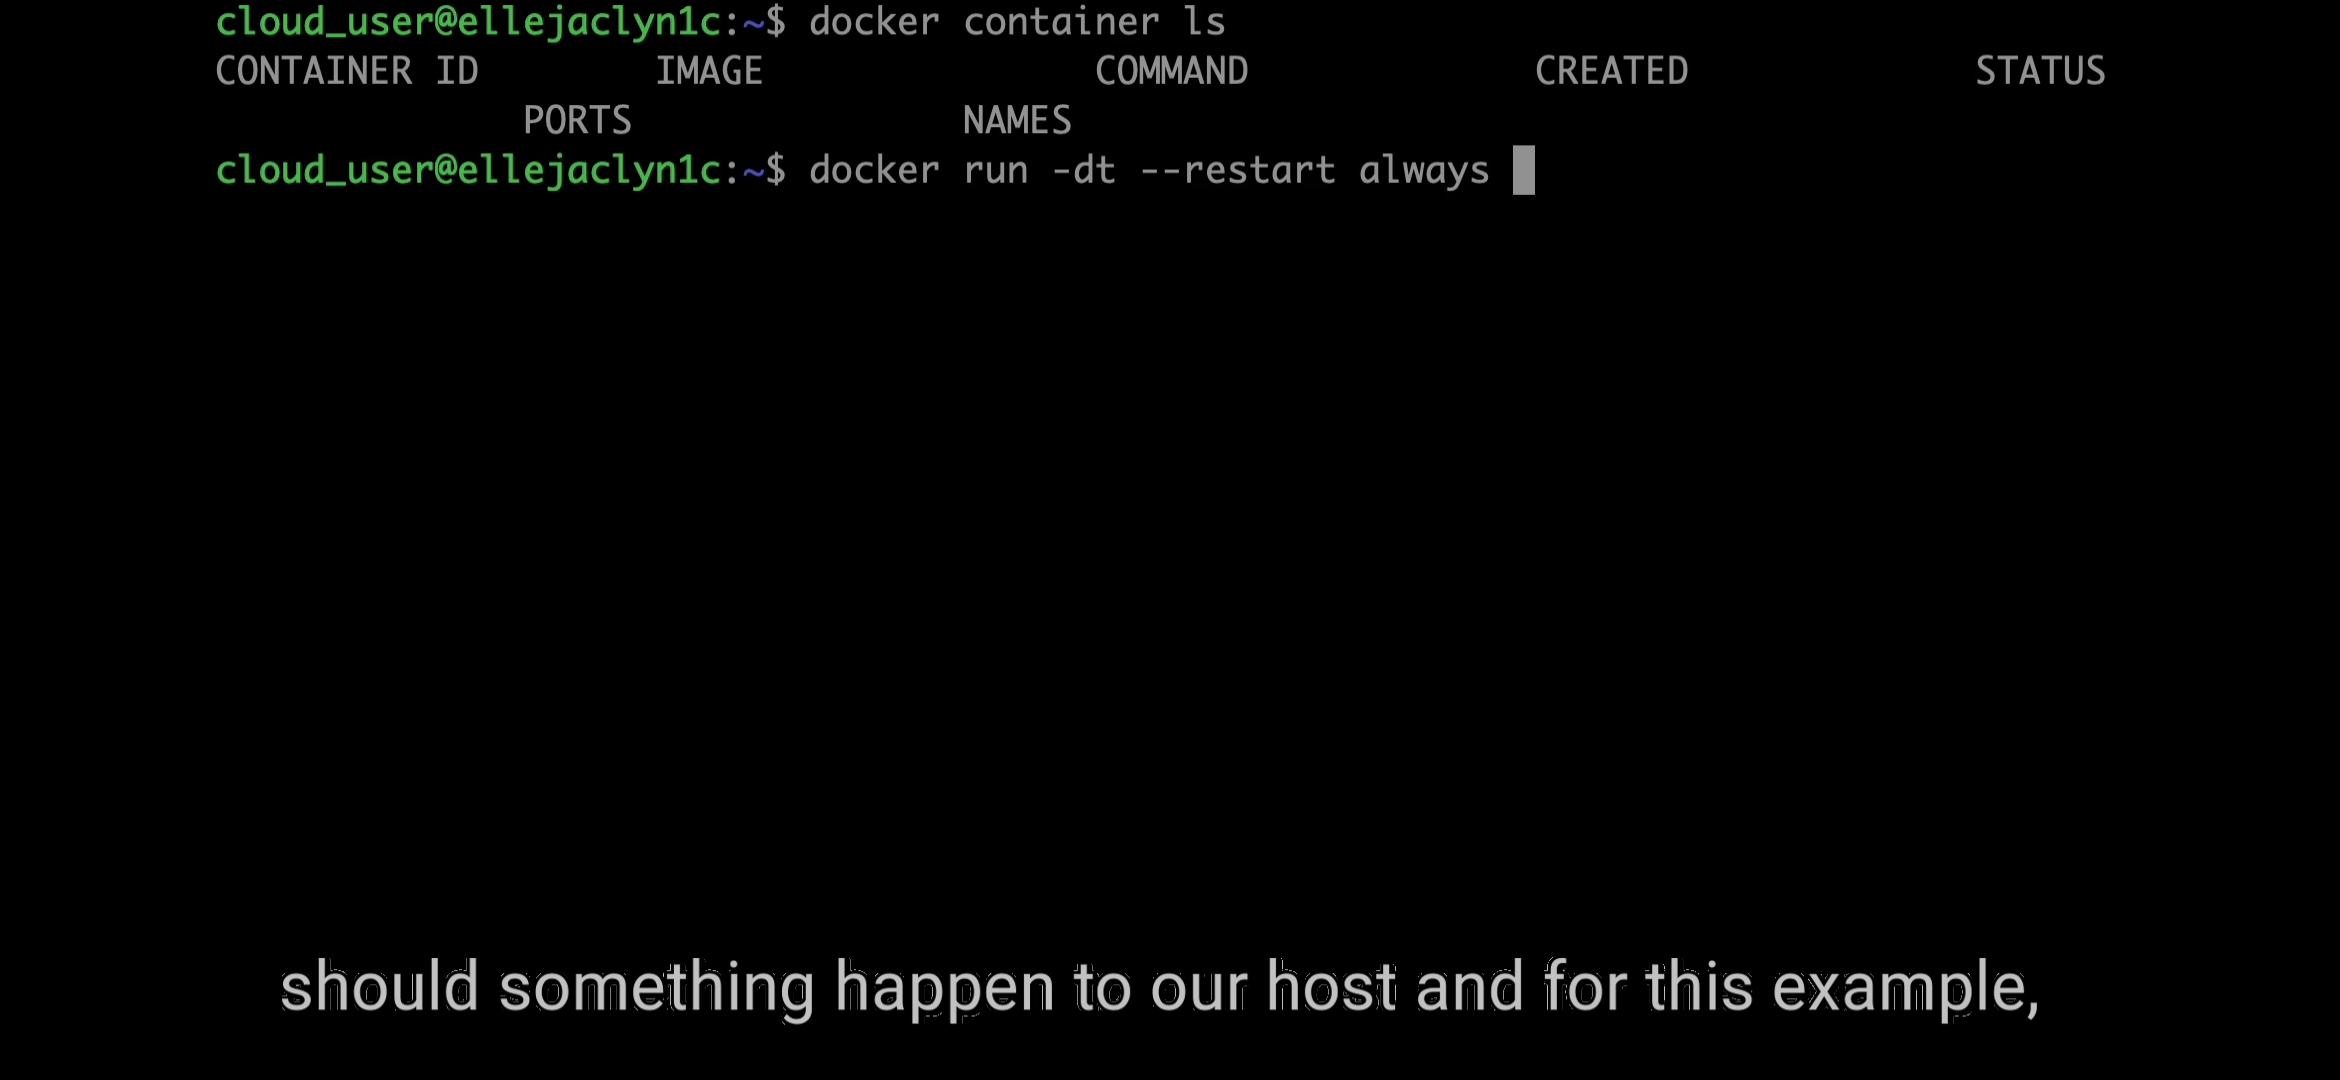 cloud_user@ellejaclyn1c:~$ docker container ls
CONTAINER ID        IMAGE               COMMAND             CREATED             STATUS
              PORTS               NAMES
cloud_user@ellejaclyn1c:~$ docker run -dt --restart always
should something happen to our host and for this example,